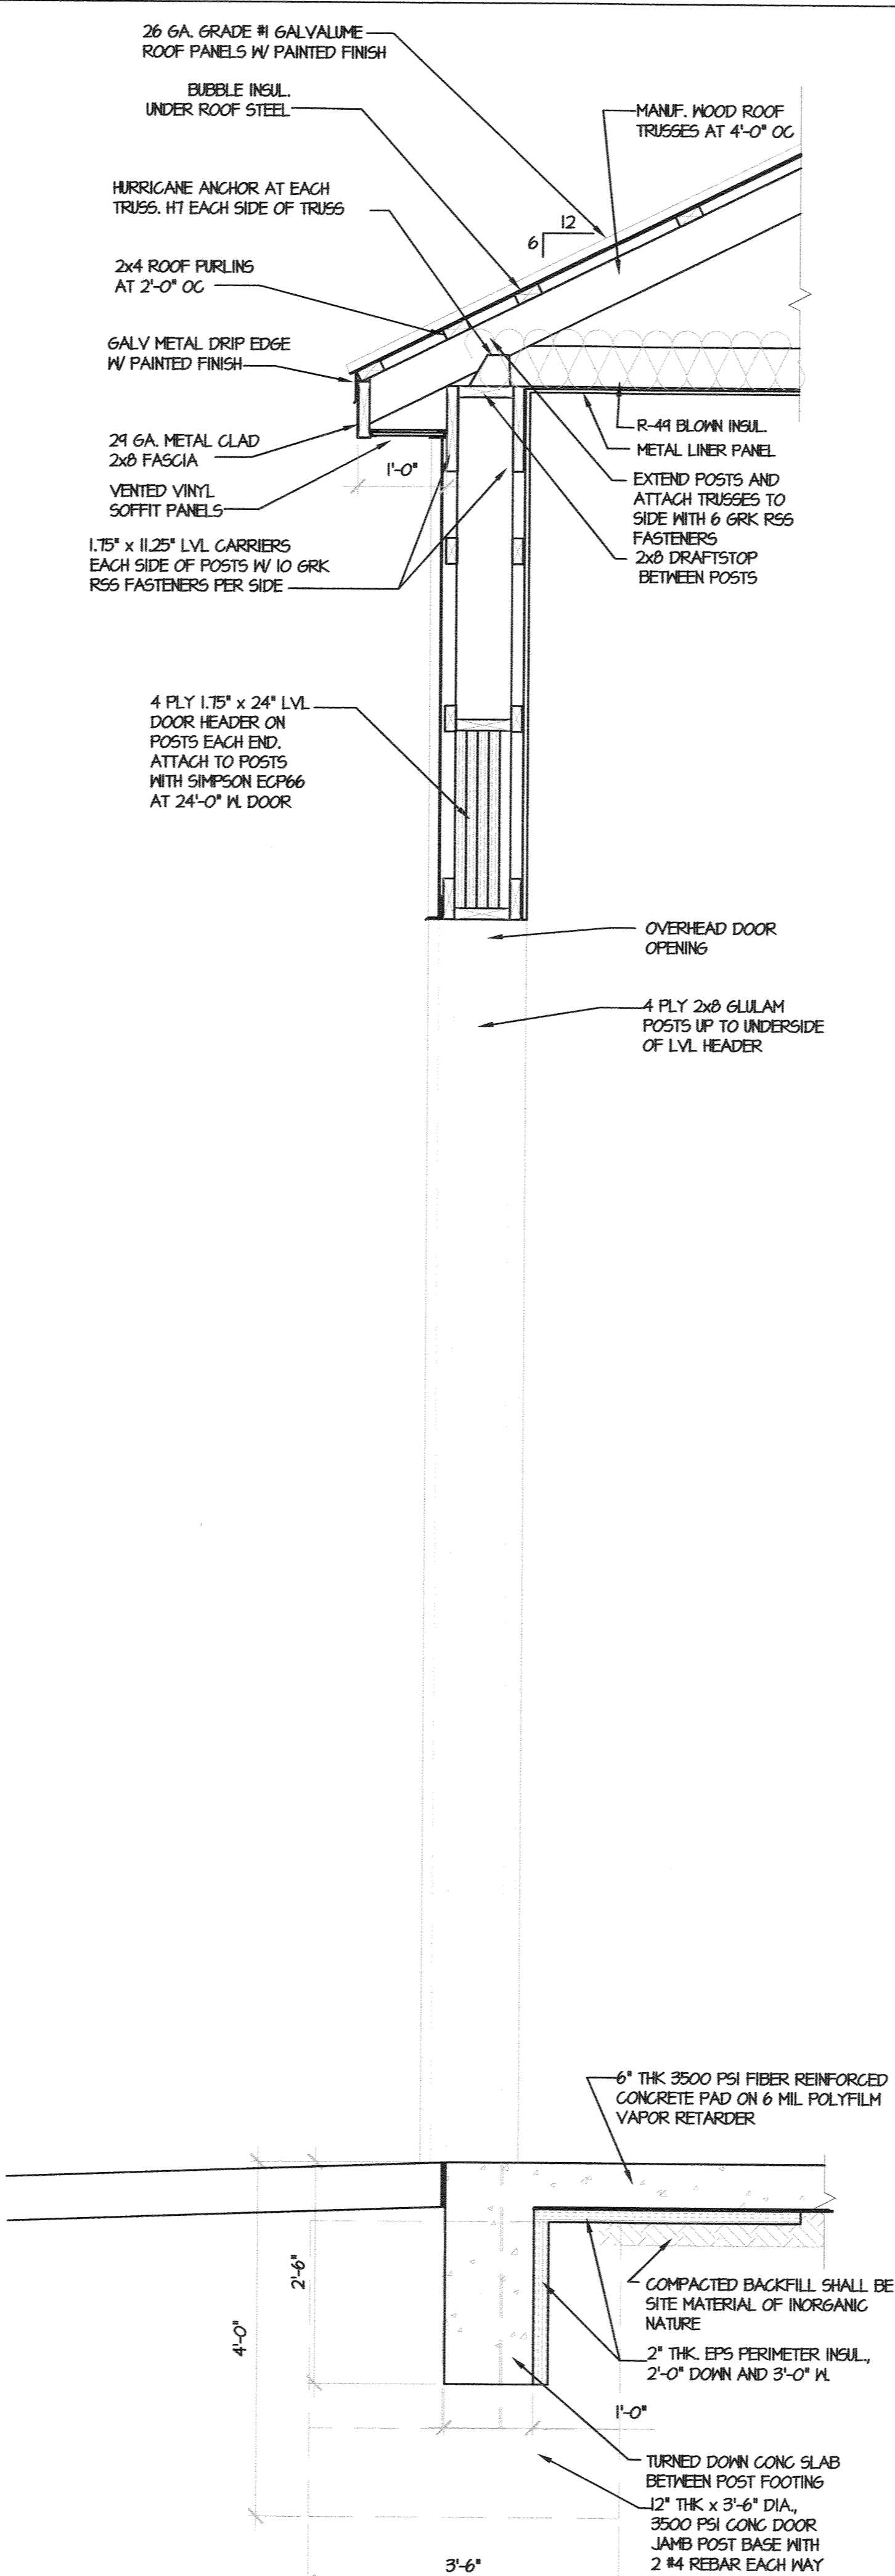 26 GA. GRADE #1 GALVALUME
ROOF PANELS W/ PAINTED FINISH
BUBBLE INSUL.
UNDER ROOF STEEL
MANUF. WOOD ROOF
TRUSSES AT 4'-0" OC
HURRICANE ANCHOR AT EACH
TRUSS. H7 EACH SIDE OF TRUSS
12
6
2x4 ROOF PURLINS
AT 2'-0" OC
GALV METAL DRIP EDGE
W/ PAINTED FINISH
29 GA. METAL CLAD
2x8 FASCIA
1'-0"
VENTED VINYL
SOFFIT PANELS
1.75" x 11.25" LVL CARRIERS
EACH SIDE OF POSTS W/ 10 GRK
RSS FASTENERS PER SIDE
R-49 BLOWN INSUL.
METAL LINER PANEL
EXTEND POSTS AND
ATTACH TRUSSES TO
SIDE WITH 6 GRK RSS
FASTENERS
2x8 DRAFTSTOP
BETWEEN POSTS
4 PLY 1.75" x 24" LVL
DOOR HEADER ON
POSTS EACH END.
ATTACH TO POSTS
WITH SIMPSON ECP66
AT 24'-0" W. DOOR
OVERHEAD DOOR
OPENING
4 PLY 2x8 GLULAM
POSTS UP TO UNDERSIDE
OF LVL HEADER
6" THK 3500 PSI FIBER REINFORCED
CONCRETE PAD ON 6 MIL POLYFILM
VAPOR RETARDER
2'-6"
4'-0"
COMPACTED BACKFILL SHALL BE
SITE MATERIAL OF INORGANIC
NATURE
2" THK. EPS PERIMETER INSUL.,
2'-0" DOWN AND 3'-0" W.
1'-0"
TURNED DOWN CONC SLAB
BETWEEN POST FOOTING
12" THK x 3'-6" DIA.,
3500 PSI CONC DOOR
JAMB POST BASE WITH
2 #4 REBAR EACH WAY
3'-6"